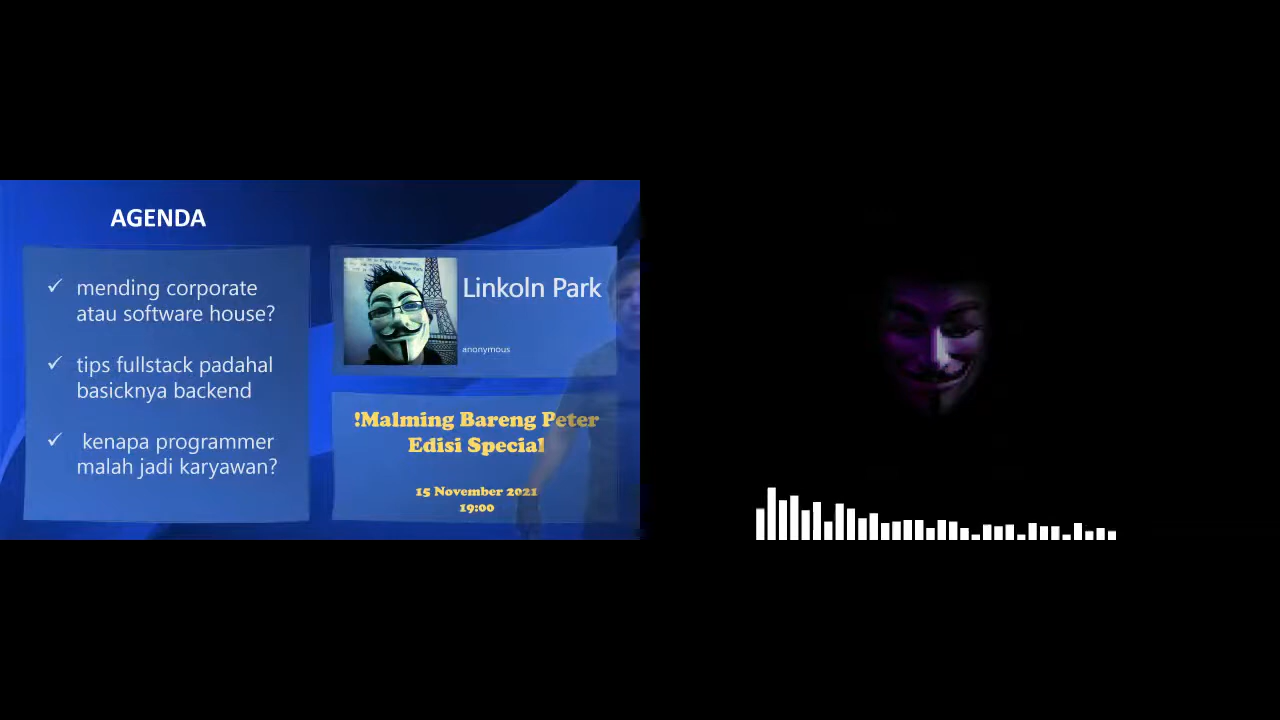 AGENDA
✓ mending corporate
atau software house?
✓ tips fullstack padahal
basicknya backend
✓ kenapa programmer
malah jadi karyawan?
Linkoln Park
anonymous
!Malming Bareng Peter
Edisi Special
15 November 2021
19:00